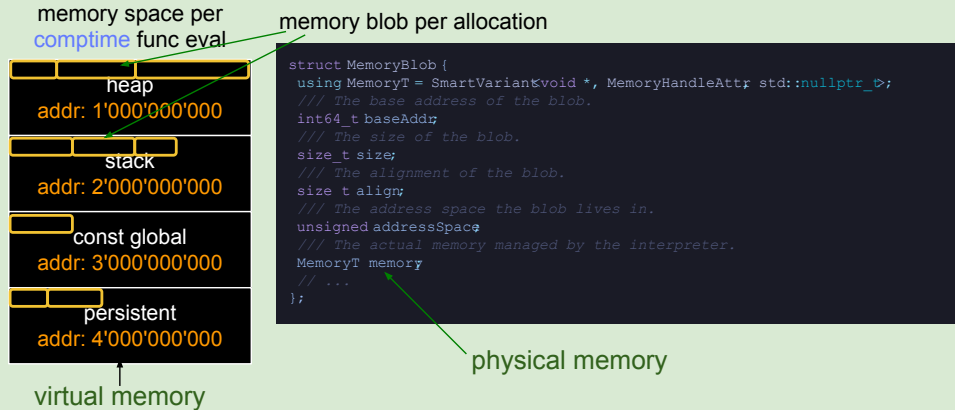 memory space per
comptime func eval
memory blob per allocation
heap
addr: 1'000'000'000
stack
addr: 2'000'000'000
const global
addr: 3'000'000'000
persistent
addr: 4'000'000'000
virtual memory
struct MemoryBlob {
using MemoryT = SmartVariant<void *, MemoryHandleAttr, std::nullptr_t>;
/// The base address of the blob.
int64_t baseAddr;
/// The size of the blob.
size_t size;
/// The alignment of the blob.
size_t align;
/// The address space the blob lives in.
unsigned addressSpace;
/// The actual memory managed by the interpreter.
MemoryT memory;
// ...
};
physical memory